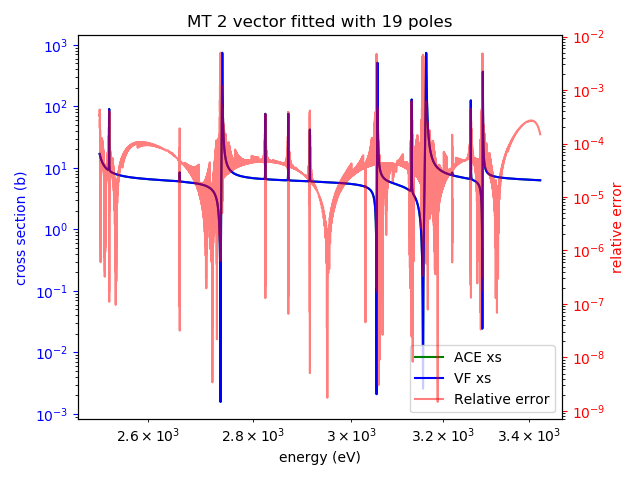 MT 2 vector fitted with 19 poles
cross section (b)
10³
10²
10¹
10⁰
10⁻¹
10⁻²
10⁻³
10⁻²
10⁻³
10⁻⁴
10⁻⁵
10⁻⁶
10⁻⁷
10⁻⁸
10⁻⁹
relative error
ACE xs
VF xs
Relative error
2.6 × 10³ 2.8 × 10³ 3 × 10³ 3.2 × 10³ 3.4 × 10³
energy (eV)